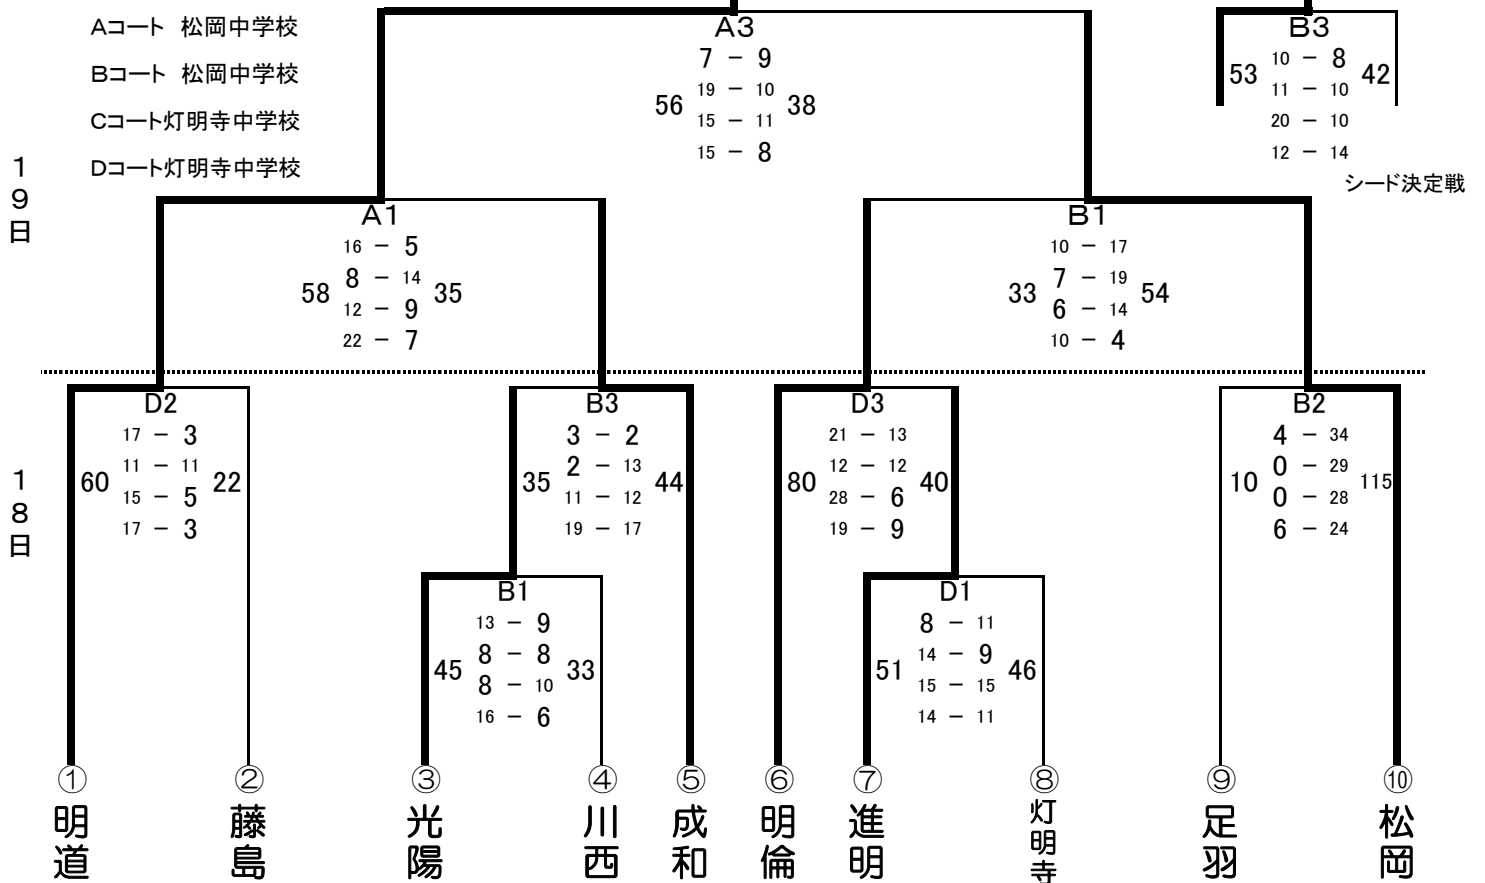 Aコート 松岡中学校
Bコート 松岡中学校
Cコート灯明寺中学校
Dコート灯明寺中学校
19日
A3
7 － 9
19 － 10
15 － 11
15 － 8
56
38
B3
10 － 8
11 － 10
20 － 10
12 － 14
53
42
シード決定戦
A1
16 － 5
8 － 14
12 － 9
22 － 7
58
35
B1
10 － 17
7 － 19
6 － 14
10 － 4
33
54
18日
D2
17 － 3
11 － 11
15 － 5
17 － 3
60
22
B3
3 － 2
2 － 13
11 － 12
19 － 17
35
44
D3
21 － 13
12 － 12
28 － 6
19 － 9
80
40
B2
4 － 34
0 － 29
0 － 28
6 － 24
10
115
B1
13 － 9
8 － 8
8 － 10
16 － 6
45
33
D1
8 － 11
14 － 9
15 － 15
14 － 11
51
46
① ② ③ ④ ⑤ ⑥ ⑦ ⑧ ⑨ ⑩
明道
藤島
光陽
川西
成和
明倫
進明
灯明寺
足羽
松岡